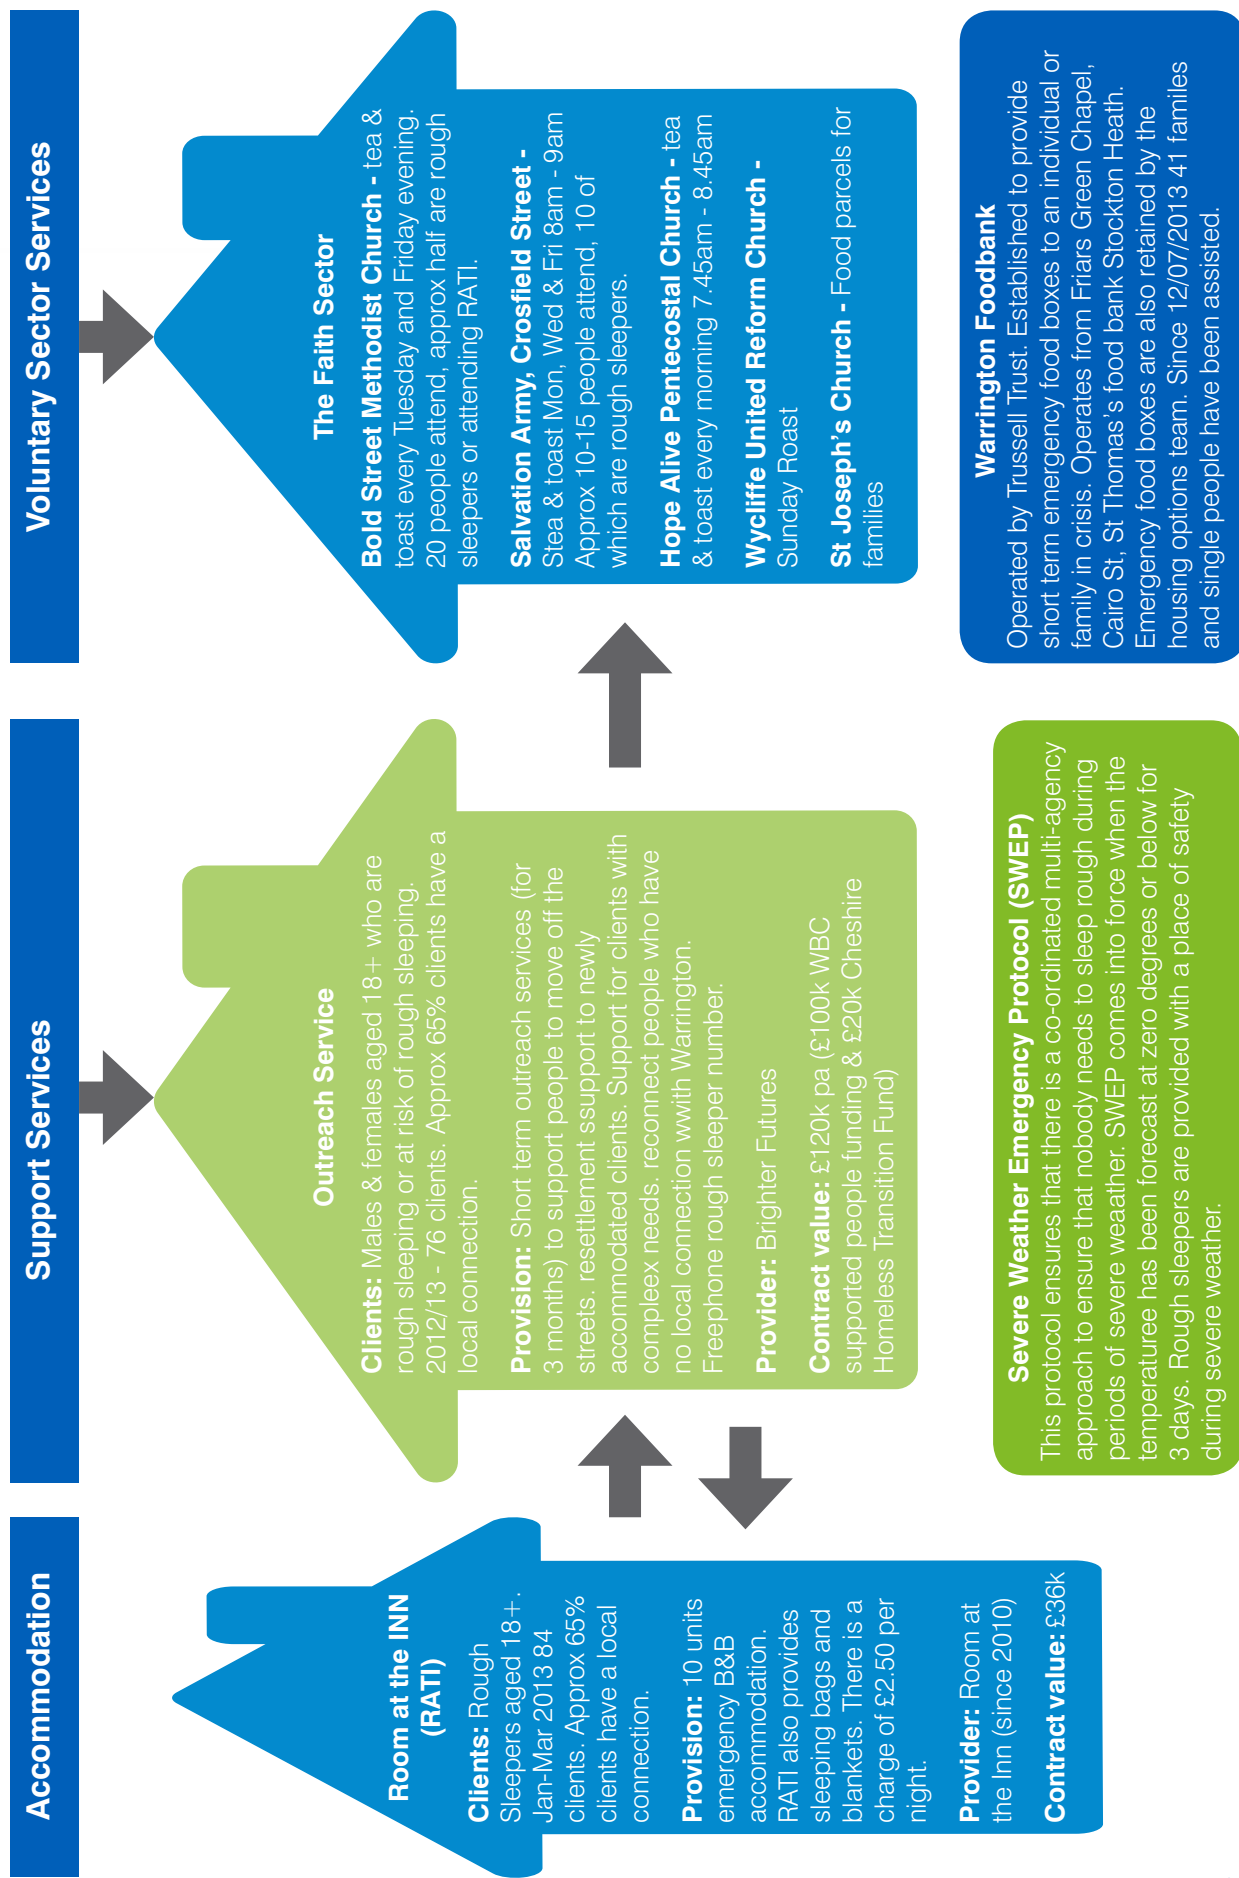 Accommodation
Room at the INN
(RATI)
Clients: Rough
Sleepers aged 18+.
Jan-Mar 2013 84
clients. Approx 65%
clients have a local
connection.
Provision: 10 units
emergency B&B
accommodation.
RATI also provides
sleeping bags and
blankets. There is a
charge of £2.50 per
night.
Provider: Room at
the Inn (since 2010)
Contract value: £36k
Support Services
Outreach Service
Clients: Males & females aged 18+ who are
rough sleeping or at risk of rough sleeping.
2012/13 - 76 clients. Approx 65% clients have a
local connection.
Provision: Short term outreach services (for
3 months) to support people to move off the
streets. resettlement ssupport to newly
accommodated clients. Support for clients with
compleex needs. reconnect people who have
no local connection wwith Warrington.
Freephone rough sleeper number.
Provider: Brighter Futures
Contract value: £120k pa (£100k WBC
supported people funding & £20k Cheshire
Homeless Transition Fund)
Severe Weather Emergency Protocol (SWEP)
This protocol ensures that there is a co-ordinated multi-agency
approach to ensure that nobody needs to sleep rough during
periods of severe weather. SWEP comes into force when the
temperaturee has been forecast at zero degrees or below for
3 days. Rough sleepers are provided with a place of safety
during severe weather.
Voluntary Sector Services
The Faith Sector
Bold Street Methodist Church - tea &
toast every Tuesday and Friday evening.
20 people attend, approx half are rough
sleepers or attending RATI.
Salvation Army, Crosfield Street -
Stea & toast Mon, Wed & Fri 8am - 9am
Approx 10-15 people attend, 10 of
which are rough sleepers.
Hope Alive Pentecostal Church - tea
& toast every morning 7.45am - 8.45am
Wycliffe United Reform Church -
Sunday Roast
St Joseph's Church - Food parcels for
families
Warrington Foodbank
Operated by Trussell Trust. Established to provide
short term emergency food boxes to an individual or
family in crisis. Operates from Friars Green Chapel,
Cairo St, St Thomas's food bank Stockton Heath.
Emergency food boxes are also retained by the
housing options team. Since 12/07/2013 41 familes
and single people have been assisted.